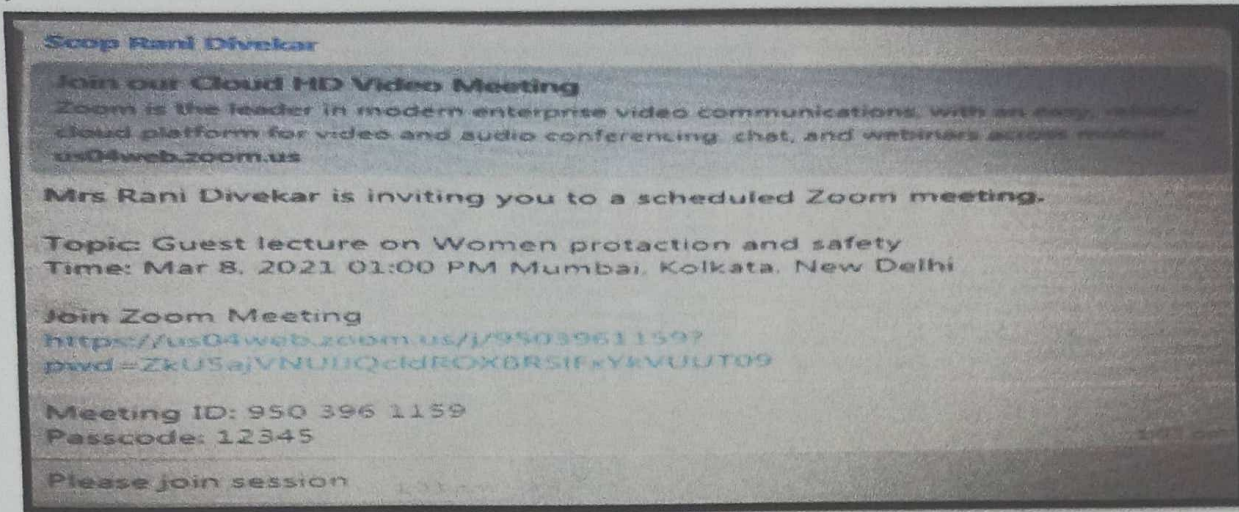 Scop Rani Divekar
Join our Cloud HD Video Meeting
Zoom is the leader in modern enterprise video communications, with an easy,
cloud platform for video and audio conferencing, chat, and webinars across
us04web.zoom.us
Mrs Rani Divekar is inviting you to a scheduled Zoom meeting.
Topic: Guest lecture on Women protaction and safety
Time: Mar 8, 2021 01:00 PM Mumbai, Kolkata, New Delhi
Join Zoom Meeting
https://us04web.zoom.us/j/9503961159?
Meeting ID: 950 396 1159
Passcode: 12345
Please join session